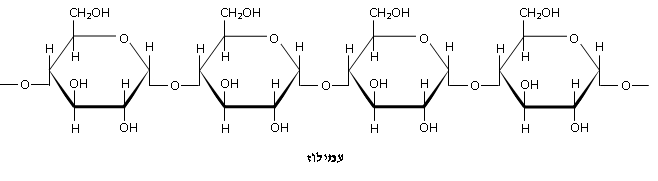 CH₂OH CH₂OH CH₂OH CH₂OH
O O O O
H H H H H H H H
H H H H
O OH H O OH H O OH H O OH H O
H OH H OH H OH H OH
עמילוז